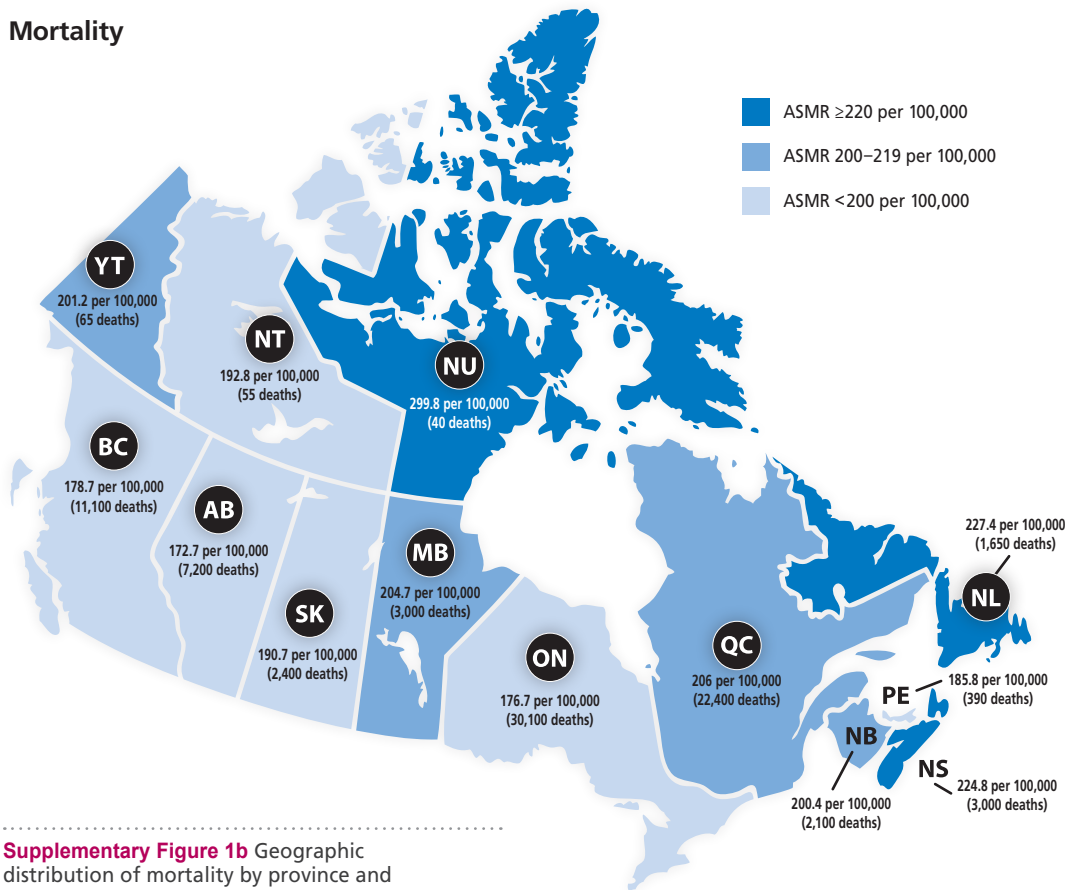 Mortality
ASMR ≥220 per 100,000
ASMR 200–219 per 100,000
ASMR <200 per 100,000
YT
201.2 per 100,000
(65 deaths)
NT
192.8 per 100,000
(55 deaths)
NU
299.8 per 100,000
(40 deaths)
BC
178.7 per 100,000
(11,100 deaths)
AB
172.7 per 100,000
(7,200 deaths)
SK
190.7 per 100,000
(2,400 deaths)
MB
204.7 per 100,000
(3,000 deaths)
ON
176.7 per 100,000
(30,100 deaths)
QC
206 per 100,000
(22,400 deaths)
227.4 per 100,000
(1,650 deaths)
NL
PE
185.8 per 100,000
(390 deaths)
NB
200.4 per 100,000
(2,100 deaths)
NS
224.8 per 100,000
(3,000 deaths)
Supplementary Figure 1b Geographic
distribution of mortality by province and